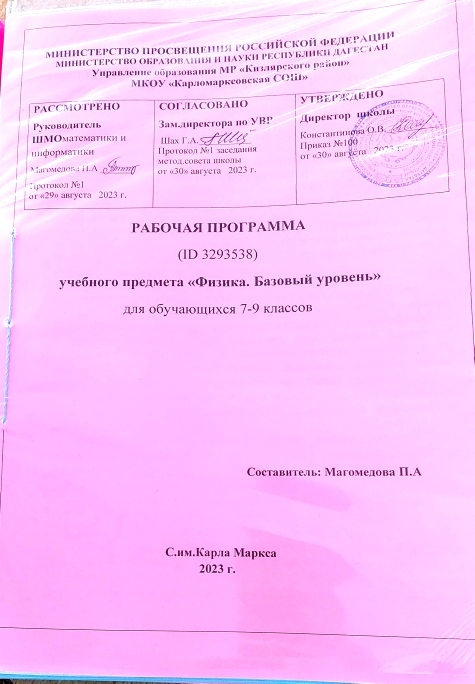 МИНИСТЕРСТВО ПРОСВЕЩЕНИЯ РОССИЙСКОЙ ФЕДЕРАЦИИ
МИНИСТЕРСТВО ОБРАЗОВАНИЯ И НАУКИ РЕСПУБЛИКИ ДАГЕСТАН
Управление образования МР «Кизлярского район»
МКОУ «Карломарксовская СОШ»
РАССМОТРЕНО
Руководитель
ШМОматематики и
информатики
Магомедова П.А
Протокол №1
от «29» августа 2023 г.
СОГЛАСОВАНО
Зам.директора по УВР
Шах Г.А.
Протокол №1 заседания
метод.совета школы
от «30» августа 2023 г.
УТВЕРЖДЕНО
Директор школы
Константинова О.В.
Приказ №100
от «30» августа 2023 г.
РАБОЧАЯ ПРОГРАММА
(ID 3293538)
учебного предмета «Физика. Базовый уровень»
для обучающихся 7-9 классов
Составитель: Магомедова П.А
С.им.Карла Маркса
2023 г.